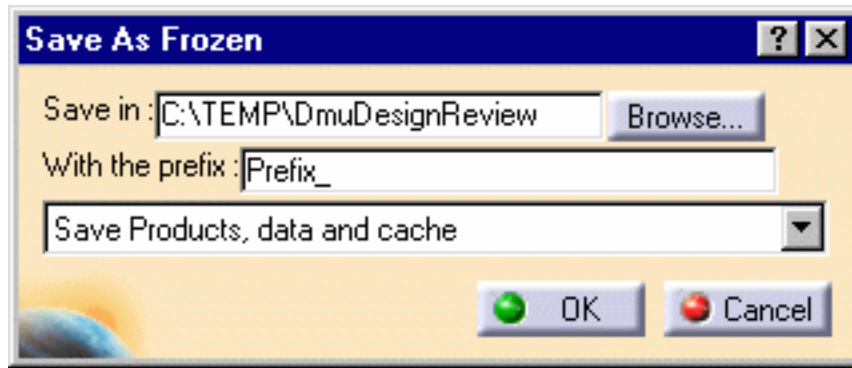 Save As Frozen ? X
Save in : C:\TEMP\DmuDesignReview Browse...
With the prefix : Prefix_
Save Products, data and cache
OK Cancel